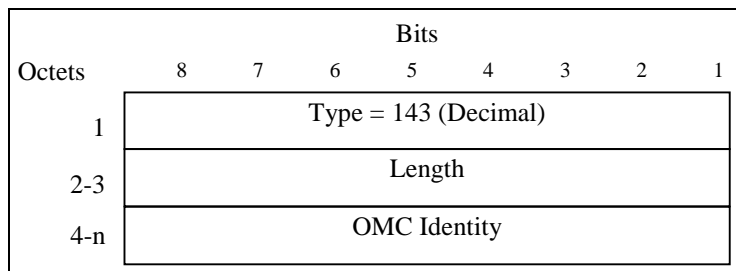 Bits
Octets 8 7 6 5 4 3 2 1
1 Type = 143 (Decimal)
2-3 Length
4-n OMC Identity